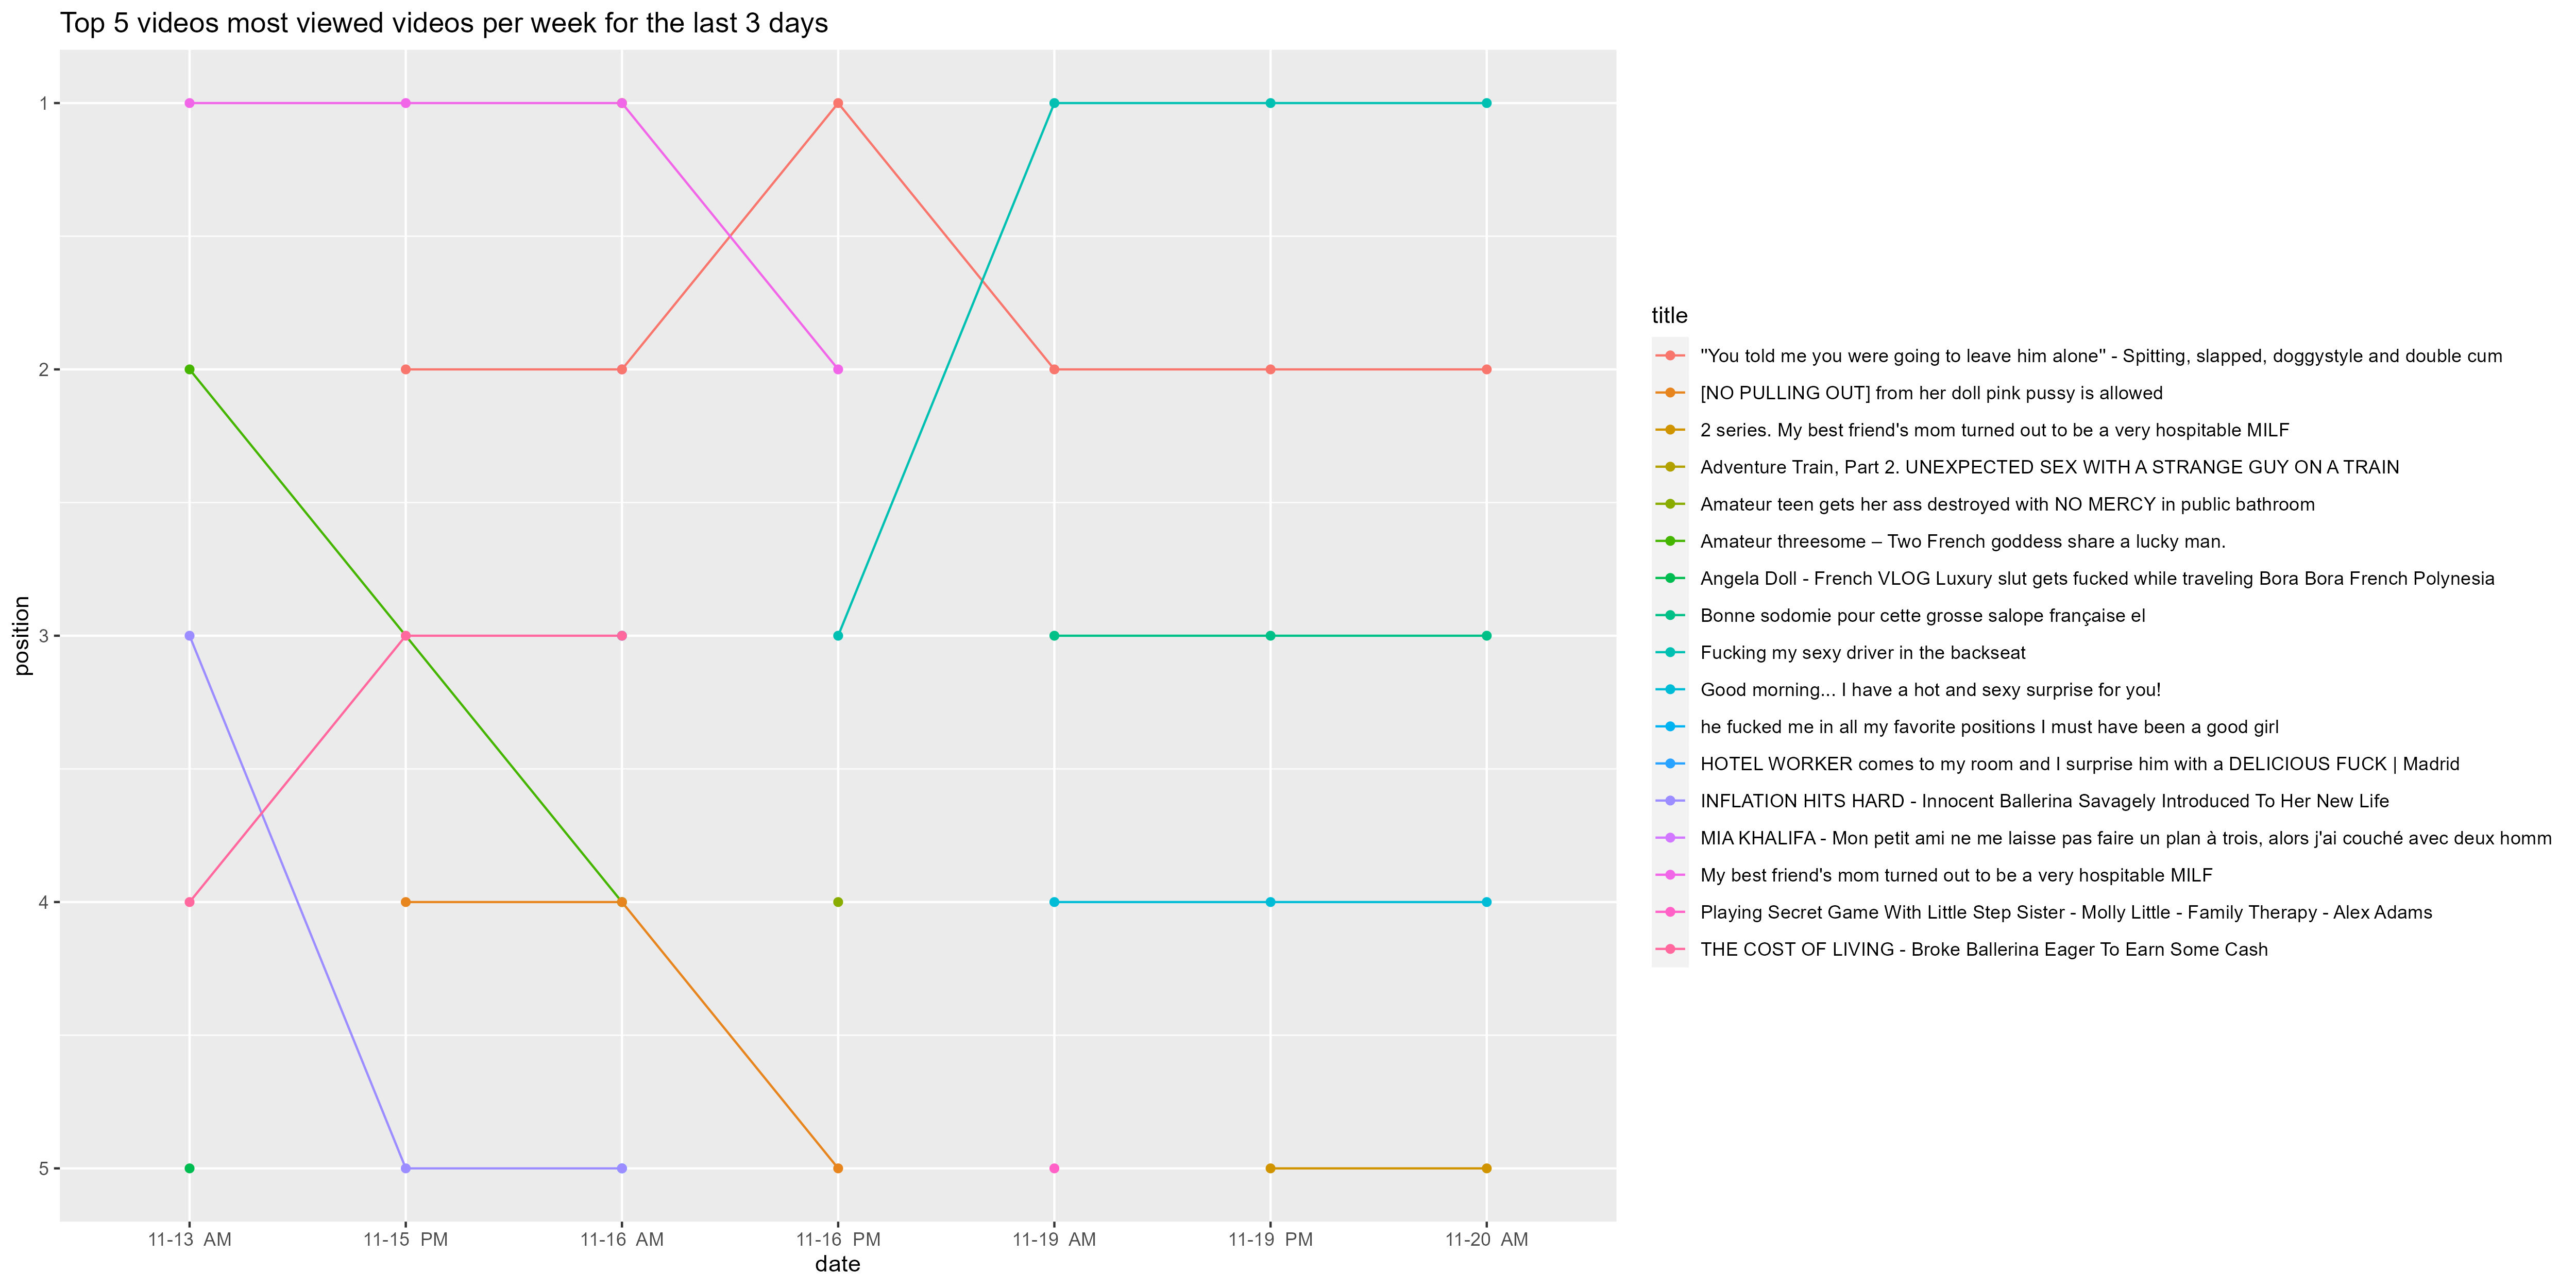 Top 5 videos most viewed videos per week for the last 3 days
position
1
2
3
4
5
11-13 AM
11-15 PM
11-16 AM
11-16 PM
11-19 AM
11-19 PM
11-20 AM
date
title
"You told me you were going to leave him alone" - Spitting, slapped, doggystyle and double cum
[NO PULLING OUT] from her doll pink pussy is allowed
2 series. My best friend's mom turned out to be a very hospitable MILF
Adventure Train, Part 2. UNEXPECTED SEX WITH A STRANGE GUY ON A TRAIN
Amateur teen gets her ass destroyed with NO MERCY in public bathroom
Amateur threesome – Two French goddess share a lucky man.
Angela Doll - French VLOG Luxury slut gets fucked while traveling Bora Bora French Polynesia
Bonne sodomie pour cette grosse salope française el
Fucking my sexy driver in the backseat
Good morning... I have a hot and sexy surprise for you!
he fucked me in all my favorite positions I must have been a good girl
HOTEL WORKER comes to my room and I surprise him with a DELICIOUS FUCK | Madrid
INFLATION HITS HARD - Innocent Ballerina Savagely Introduced To Her New Life
MIA KHALIFA - Mon petit ami ne me laisse pas faire un plan à trois, alors j'ai couché avec deux homm
My best friend's mom turned out to be a very hospitable MILF
Playing Secret Game With Little Step Sister - Molly Little - Family Therapy - Alex Adams
THE COST OF LIVING - Broke Ballerina Eager To Earn Some Cash